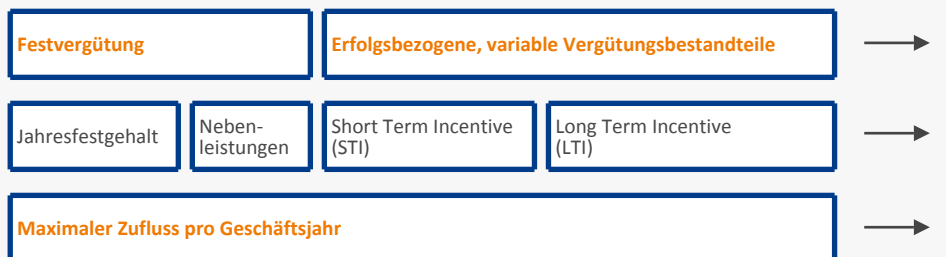 Festvergütung
Erfolgsbezogene, variable Vergütungsbestandteile
Jahresfestgehalt
Neben-
leistungen
Short Term Incentive
(STI)
Long Term Incentive
(LTI)
Maximaler Zufluss pro Geschäftsjahr